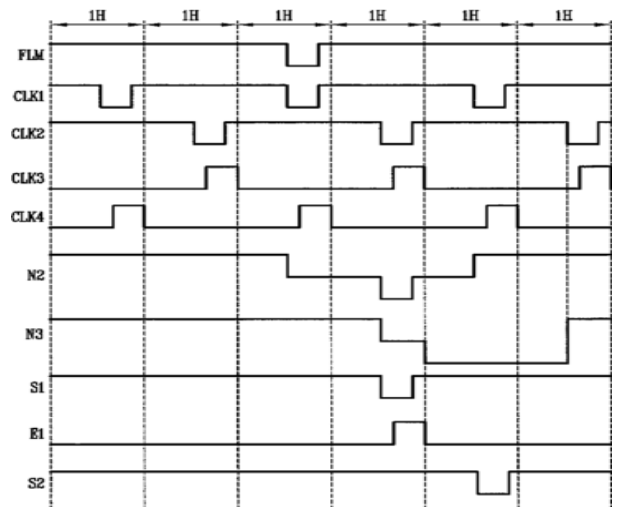 1H 1H 1H 1H 1H 1H
FLM
CLK1
CLK2
CLK3
CLK4
N2
N3
S1
E1
S2